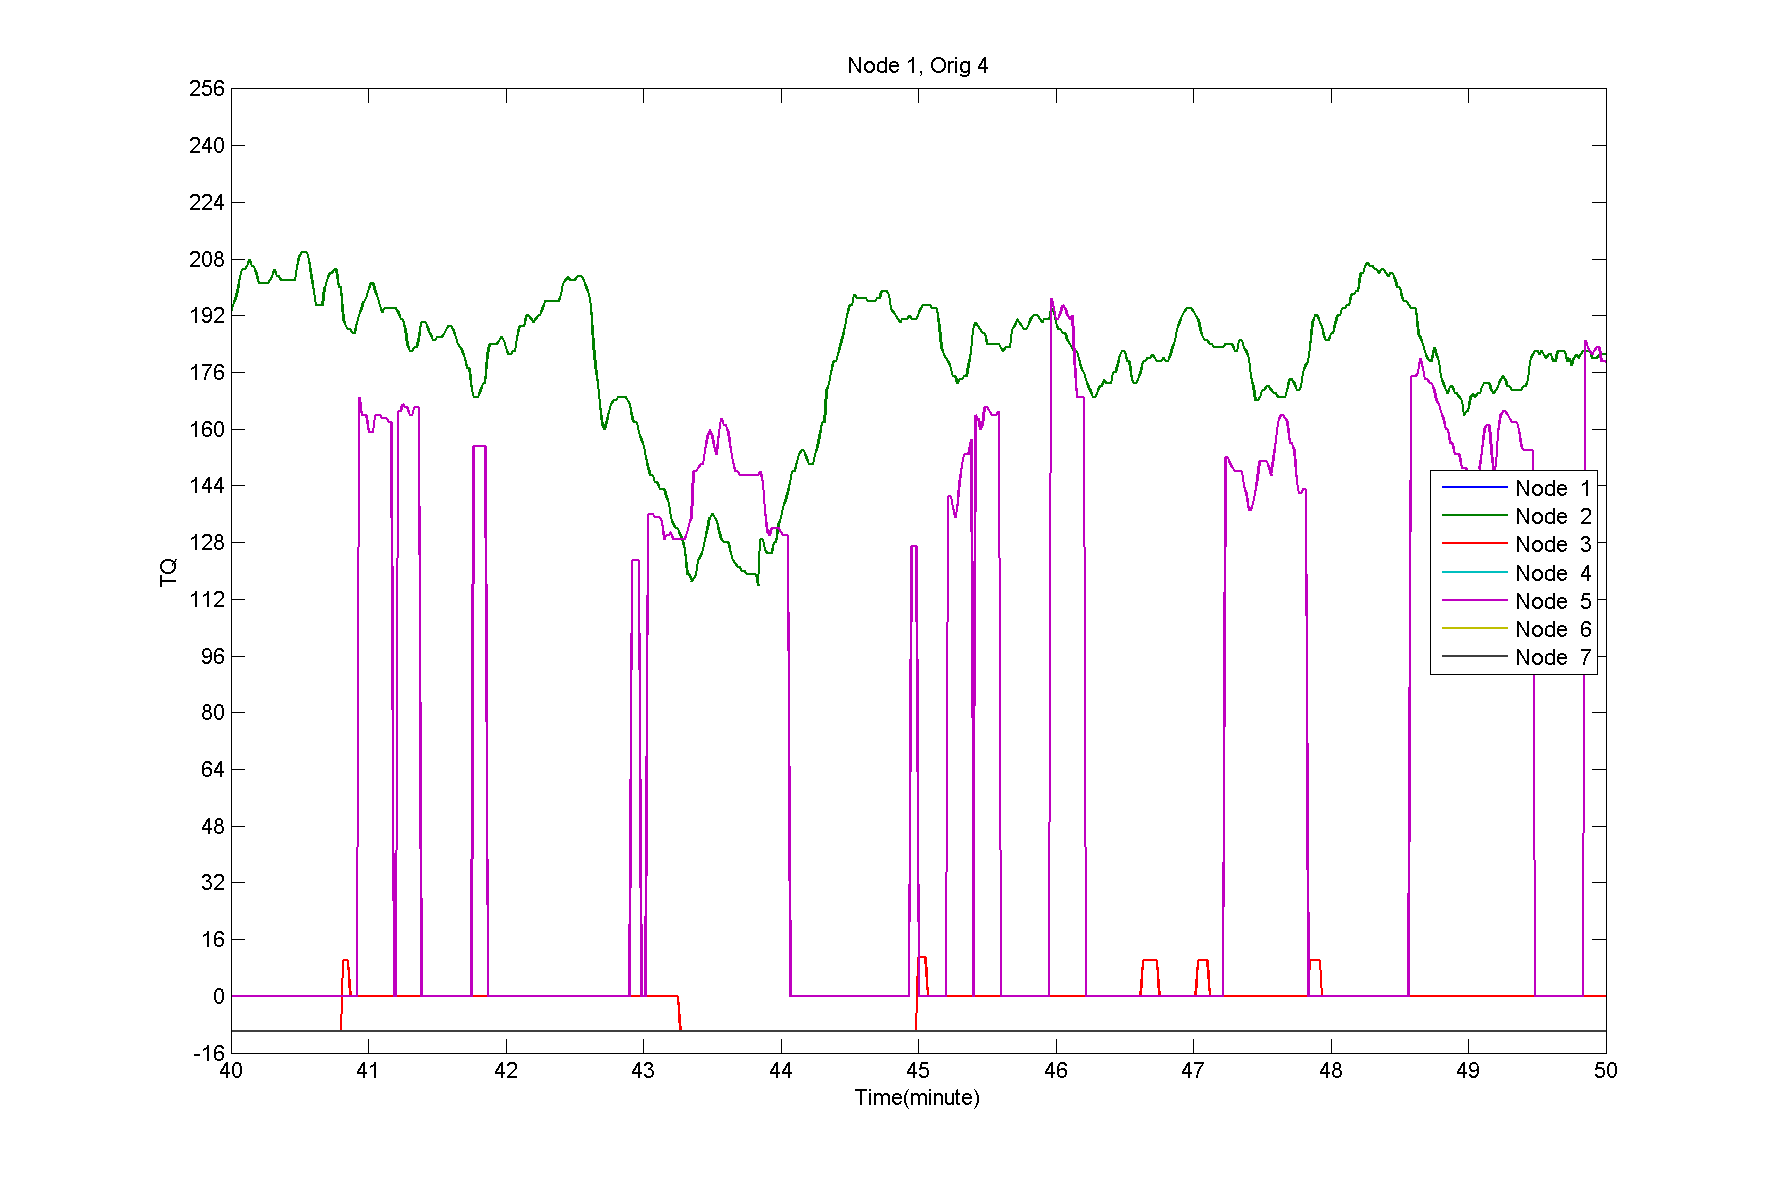 Node 1, Orig 4
256
240
224
208
192
176
160
144
128
112
96
80
64
48
32
16
0
-16
TQ
Node 1
Node 2
Node 3
Node 4
Node 5
Node 6
Node 7
40 41 42 43 44 45 46 47 48 49 50
Time(minute)